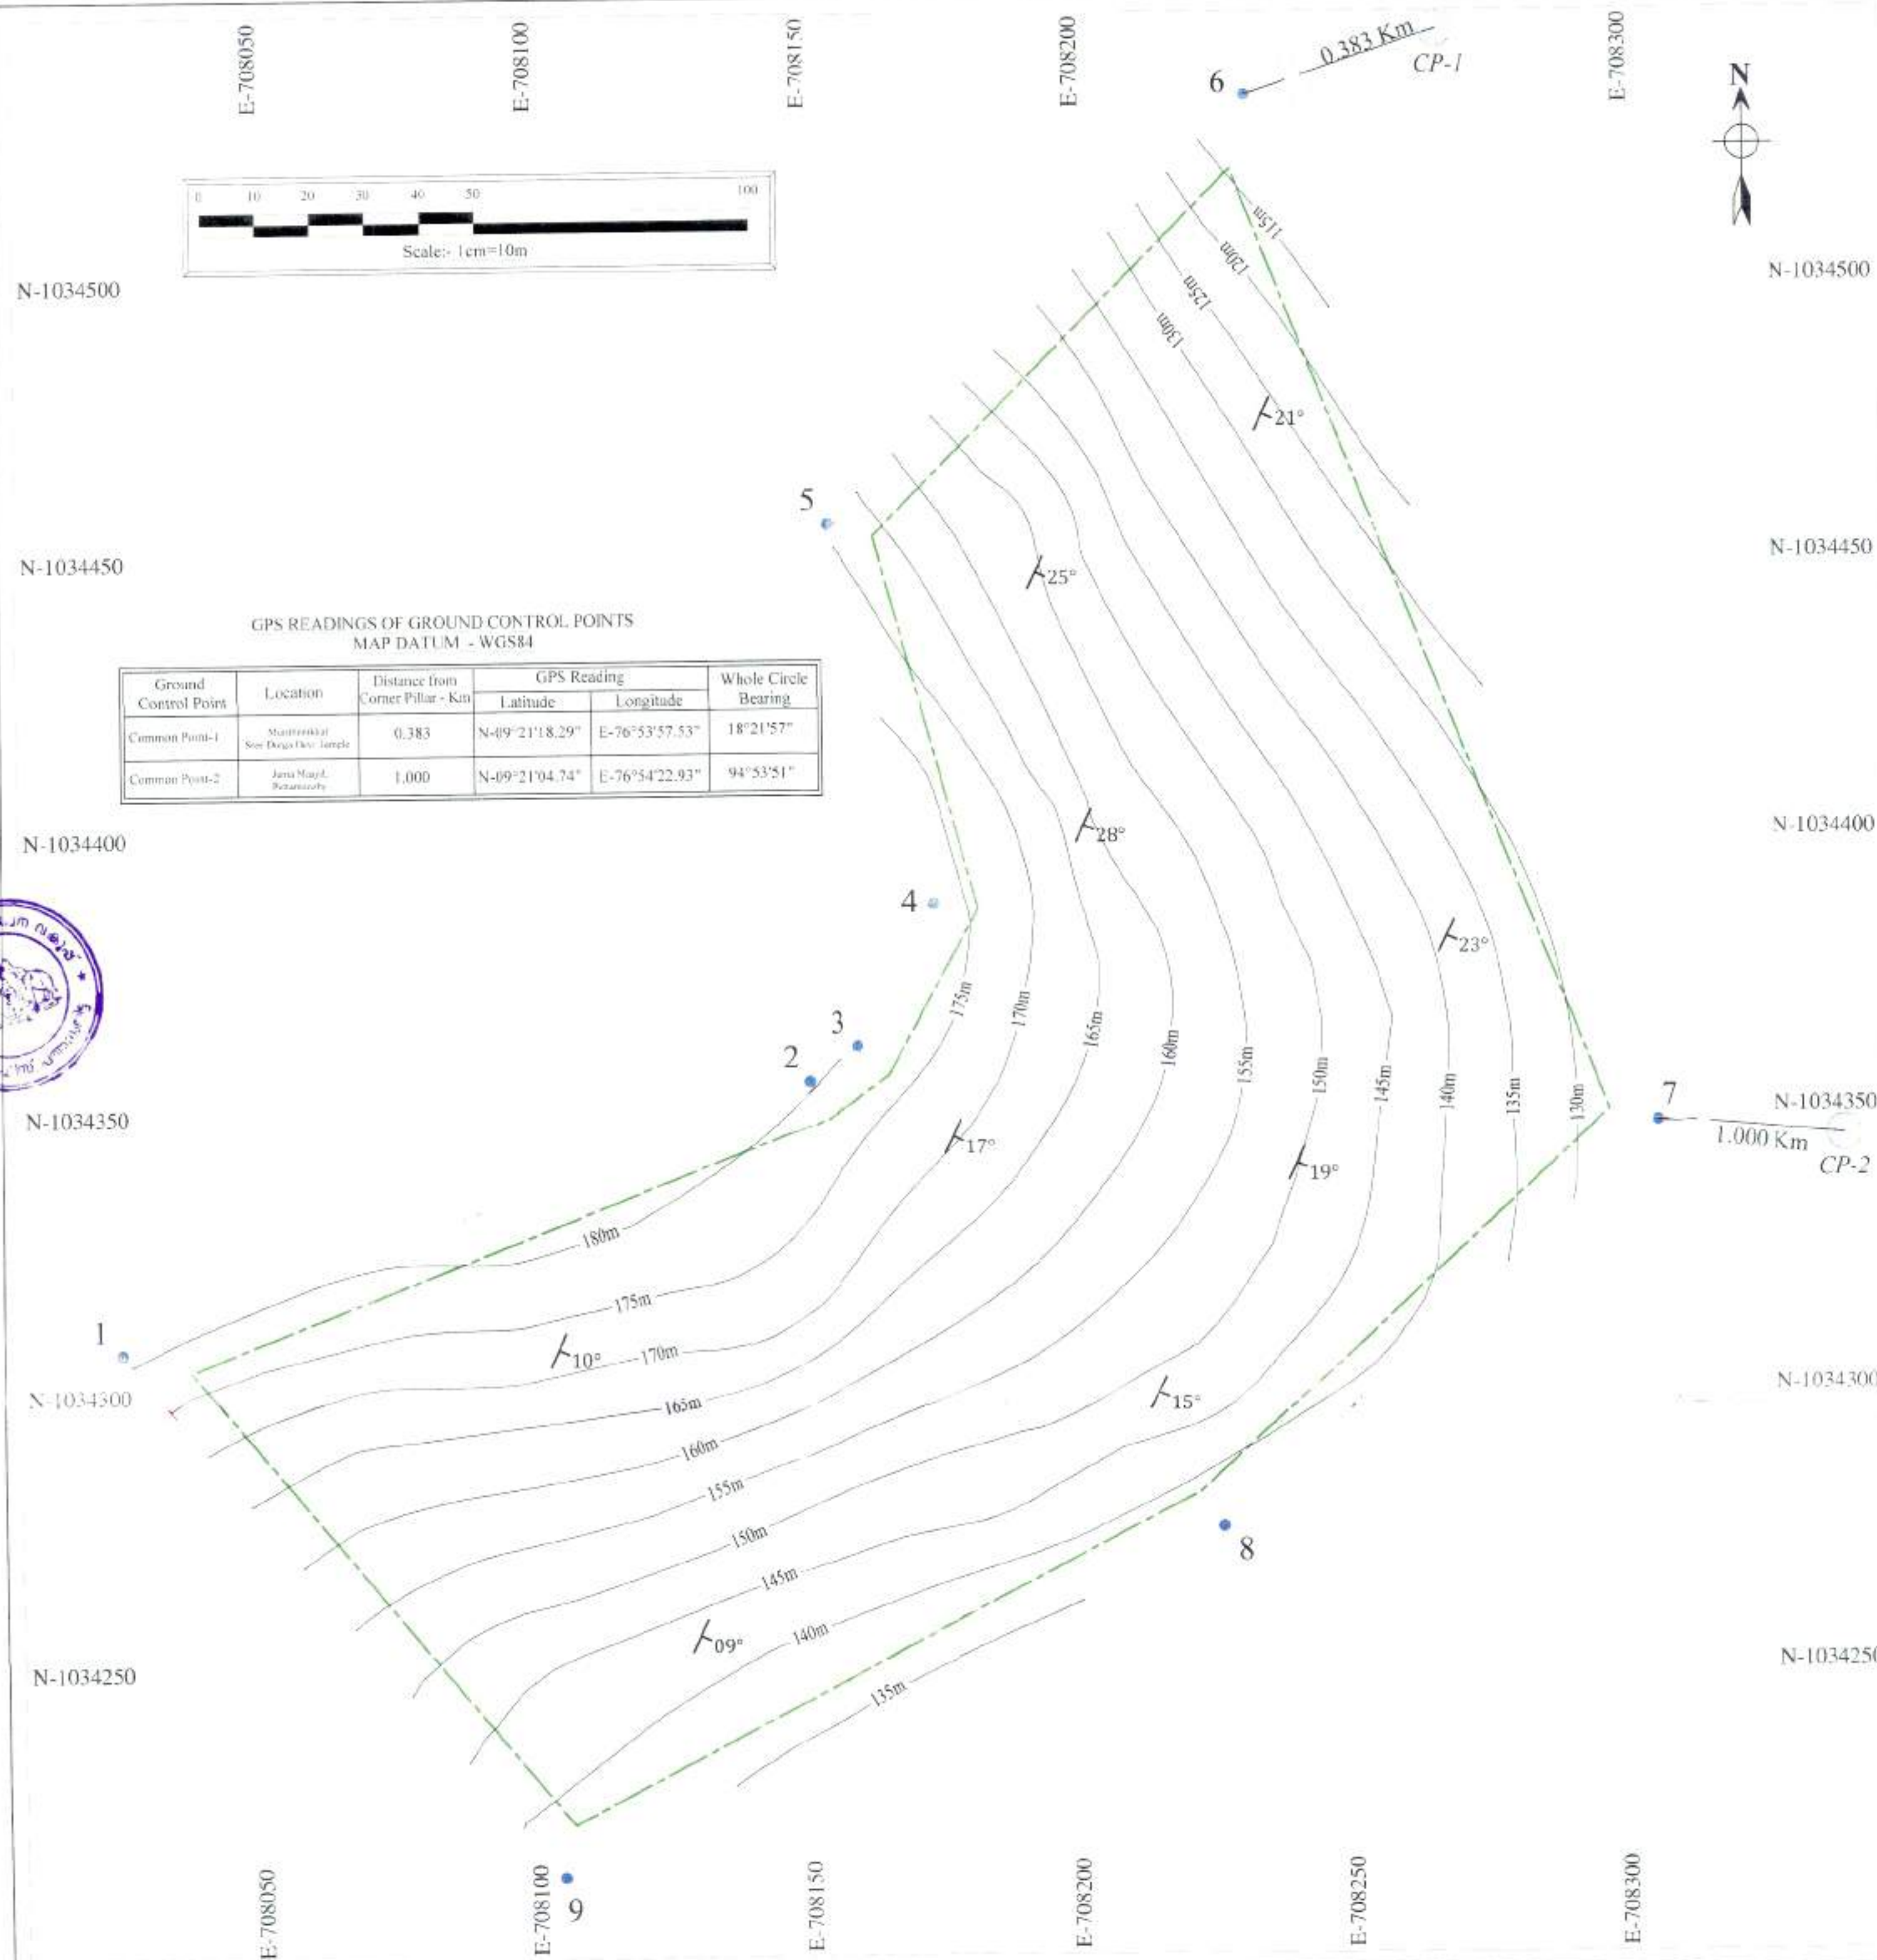 E-708050
E-708100
E-708150
E-708200
E-708300
6
0.383 Km
CP-1
N
0 10 20 30 40 50 100
Scale:- 1cm=10m
N-1034500
N-1034500
115m
120m
125m
130m
21°
5
25°
N-1034450
N-1034450
GPS READINGS OF GROUND CONTROL POINTS
MAP DATUM - WGS84
Ground Control Point
Location
Distance from Corner Pillar - Km
GPS Reading
Latitude
Longitude
Whole Circle Bearing
Common Point-1
Sree Durga Devi Temple
0.383
N-09°21'18.29"
E-76°53'57.53"
18°21'57"
Common Point-2
Juma Masjid,
1.000
N-09°21'04.74"
E-76°54'22.93"
94°53'51"
N-1034400
N-1034400
28°
4
23°
3
2
175m
170m
165m
160m
155m
150m
145m
140m
135m
130m
N-1034350
7
N-1034350
1.000 Km
CP-2
17°
19°
180m
175m
1
10°
170m
N-1034300
N-1034300
15°
165m
160m
155m
150m
8
145m
09°
140m
N-1034250
N-1034250
135m
9
E-708050
E-708100
E-708150
E-708200
E-708250
E-708300